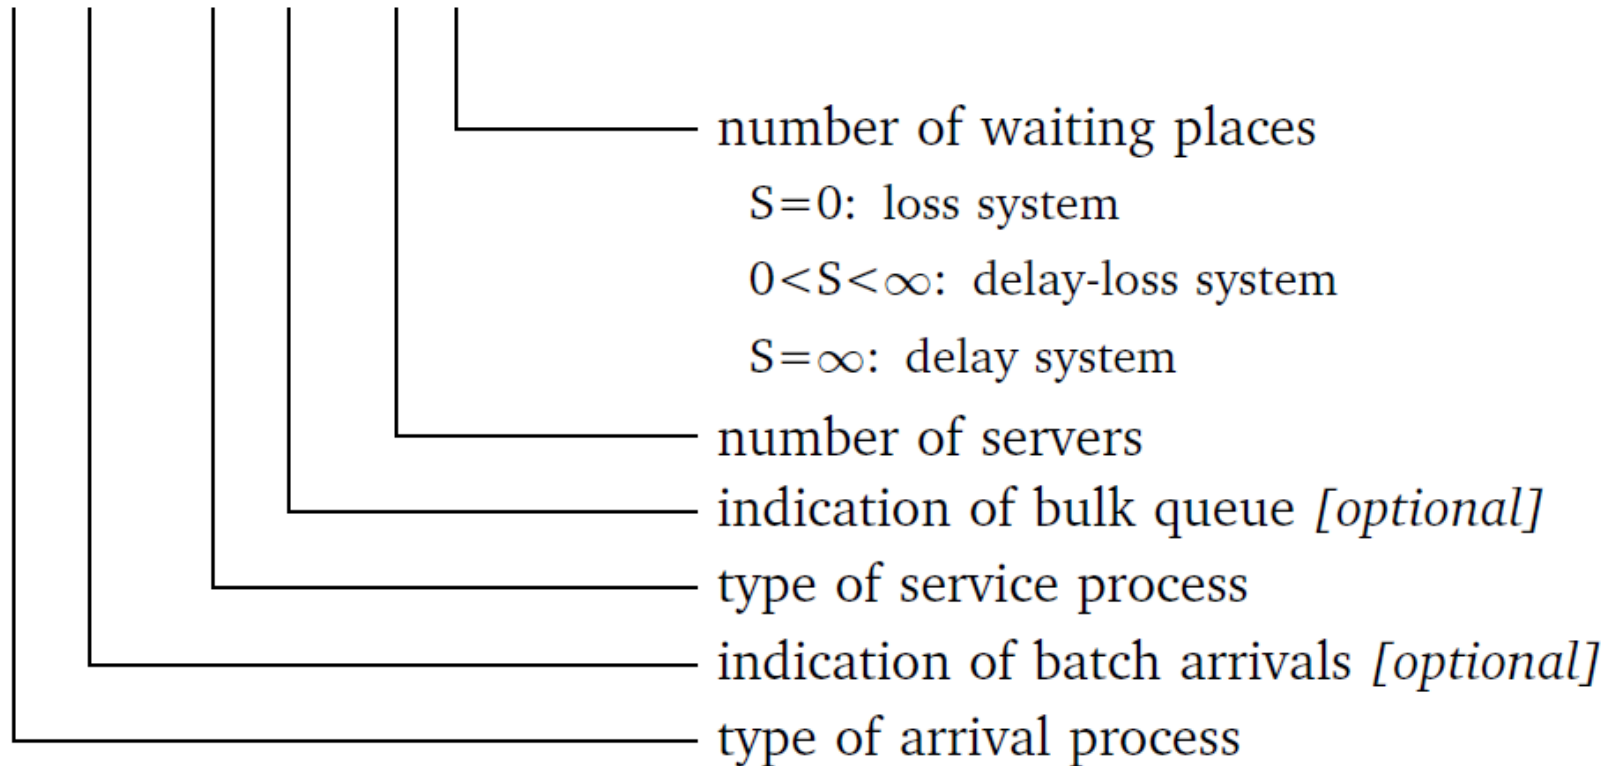 number of waiting places
S=0: loss system
0<S<∞: delay-loss system
S=∞: delay system
number of servers
indication of bulk queue [optional]
type of service process
indication of batch arrivals [optional]
type of arrival process